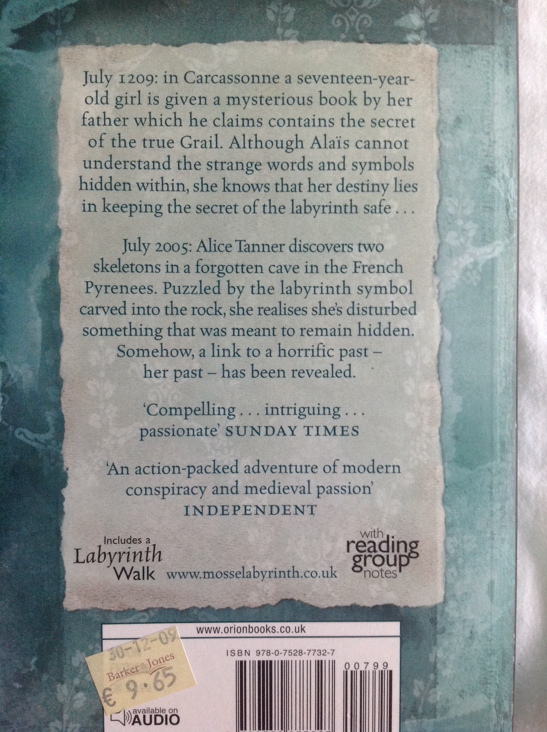 July 1209: in Carcassonne a seventeen-year-
old girl is given a mysterious book by her
father which he claims contains the secret
of the true Grail. Although Alaïs cannot
understand the strange words and symbols
hidden within, she knows that her destiny lies
in keeping the secret of the labyrinth safe . . .
July 2005: Alice Tanner discovers two
skeletons in a forgotten cave in the French
Pyrenees. Puzzled by the labyrinth symbol
carved into the rock, she realises she's disturbed
something that was meant to remain hidden.
Somehow, a link to a horrific past –
her past – has been revealed.
‘Compelling . . . intriguing . . .
passionate’ SUNDAY TIMES
‘An action-packed adventure of modern
conspiracy and medieval passion’
INDEPENDENT
Includes a
Labyrinth
Walk
www.mosselabyrinth.co.uk
with
reading
group
notes
www.orionbooks.co.uk
ISBN 978-0-7528-7732-7
00799
30-12-09
Barker & Jones
€ 9.65
available on
AUDIO